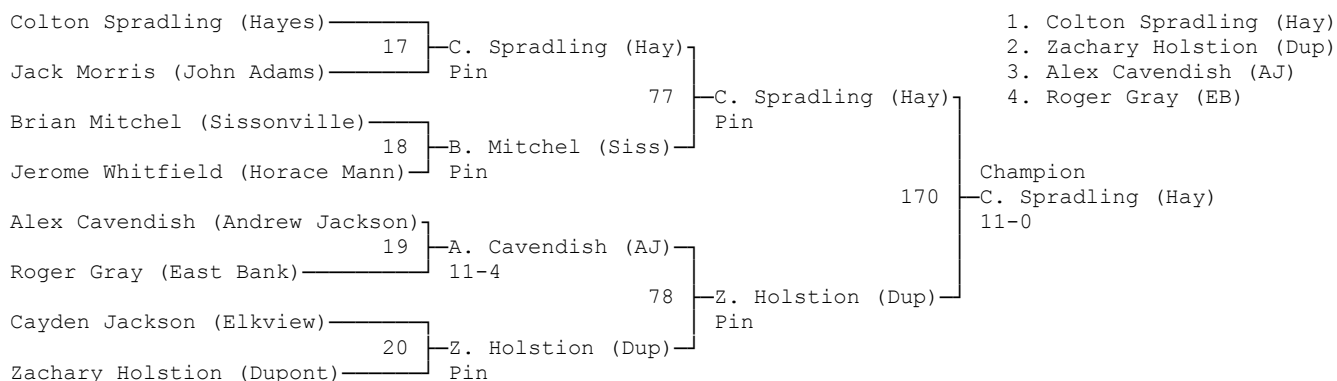 Colton Spradling (Hayes)
1. Colton Spradling (Hay)
17
C. Spradling (Hay)
2. Zachary Holstion (Dup)
Jack Morris (John Adams)
Pin
3. Alex Cavendish (AJ)
77
C. Spradling (Hay)
4. Roger Gray (EB)
Brian Mitchel (Sissonville)
Pin
18
B. Mitchel (Siss)
Jerome Whitfield (Horace Mann)
Pin
Champion
170
C. Spradling (Hay)
Alex Cavendish (Andrew Jackson)
11-0
19
A. Cavendish (AJ)
Roger Gray (East Bank)
11-4
78
Z. Holstion (Dup)
Cayden Jackson (Elkview)
Pin
20
Z. Holstion (Dup)
Zachary Holstion (Dupont)
Pin